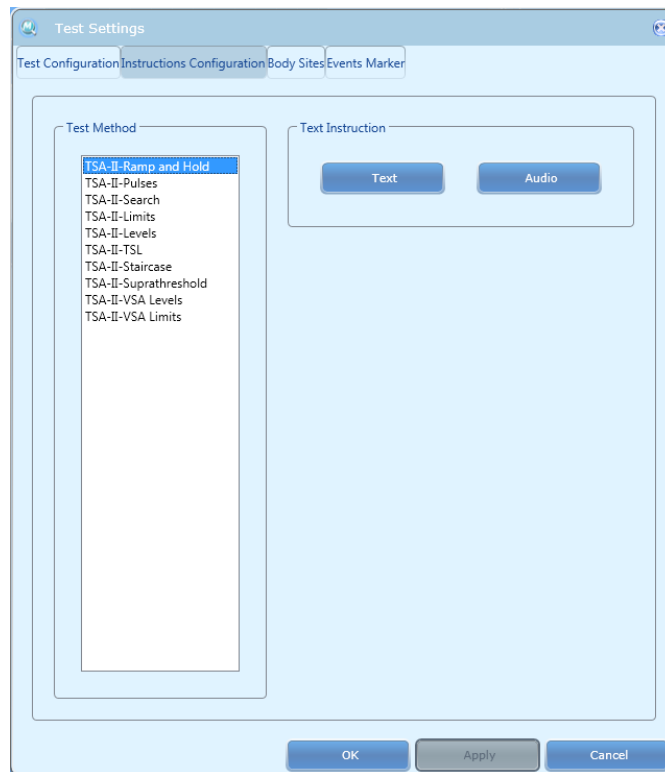 Test Settings
Test Configuration Instructions Configuration Body Sites Events Marker
Test Method
TSA-II-Ramp and Hold
TSA-II-Pulses
TSA-II-Search
TSA-II-Limits
TSA-II-Levels
TSA-II-TSL
TSA-II-Staircase
TSA-II-Suprathreshold
TSA-II-VSA Levels
TSA-II-VSA Limits
Text Instruction
Text Audio
OK Apply Cancel